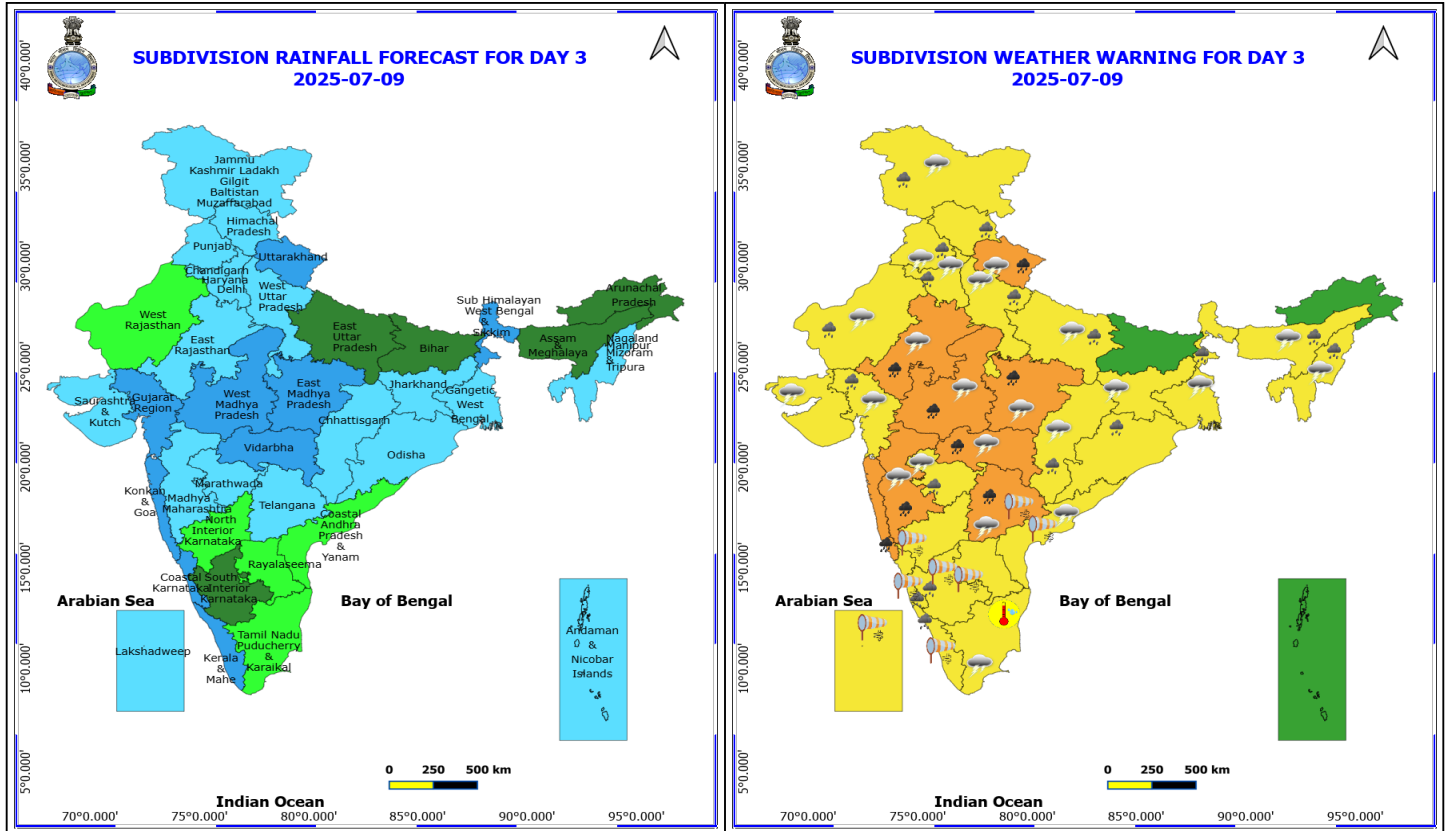 SUBDIVISION RAINFALL FORECAST FOR DAY 3
2025-07-09
40°0.000'
35°0.000'
30°0.000'
25°0.000'
20°0.000'
15°0.000'
10°0.000'
5°0.000'
Jammu
Kashmir Ladakh
Gilgit
Baltistan
Muzaffarabad
Himachal
Pradesh
Punjab
Uttarakhand
Chandigarh
Haryana
Delhi
West
Uttar
Pradesh
West
Rajasthan
East
Rajasthan
East
Uttar
Pradesh
Bihar
Sub Himalayan
West Bengal
&
Sikkim
Arunachal
Pradesh
Assam
&
Meghalaya
Nagaland
Manipur
Mizoram
&
Tripura
Saurashtra
&
Kutch
Gujarat
Region
West
Madhya
Pradesh
East
Madhya
Pradesh
Jharkhand
Gangetic
West
Bengal
Chhattisgarh
Vidarbha
Odisha
Konkan
&
Goa
Madhya
Maharashtra
Marathwada
Telangana
North
Interior
Karnataka
Coastal
Andhra
Pradesh
&
Yanam
Rayalaseema
Coastal
Karnataka
South
Interior
Karnataka
Tamil Nadu
Puducherry
&
Karaikal
Kerala
&
Mahe
Arabian Sea
Lakshadweep
Bay of Bengal
Andaman
&
Nicobar
Islands
0 250 500 km
Indian Ocean
70°0.000' 75°0.000' 80°0.000' 85°0.000' 90°0.000' 95°0.000'
SUBDIVISION WEATHER WARNING FOR DAY 3
2025-07-09
40°0.000'
35°0.000'
30°0.000'
25°0.000'
20°0.000'
15°0.000'
10°0.000'
5°0.000'
Arabian Sea
Bay of Bengal
0 250 500 km
Indian Ocean
70°0.000' 75°0.000' 80°0.000' 85°0.000' 90°0.000' 95°0.000'